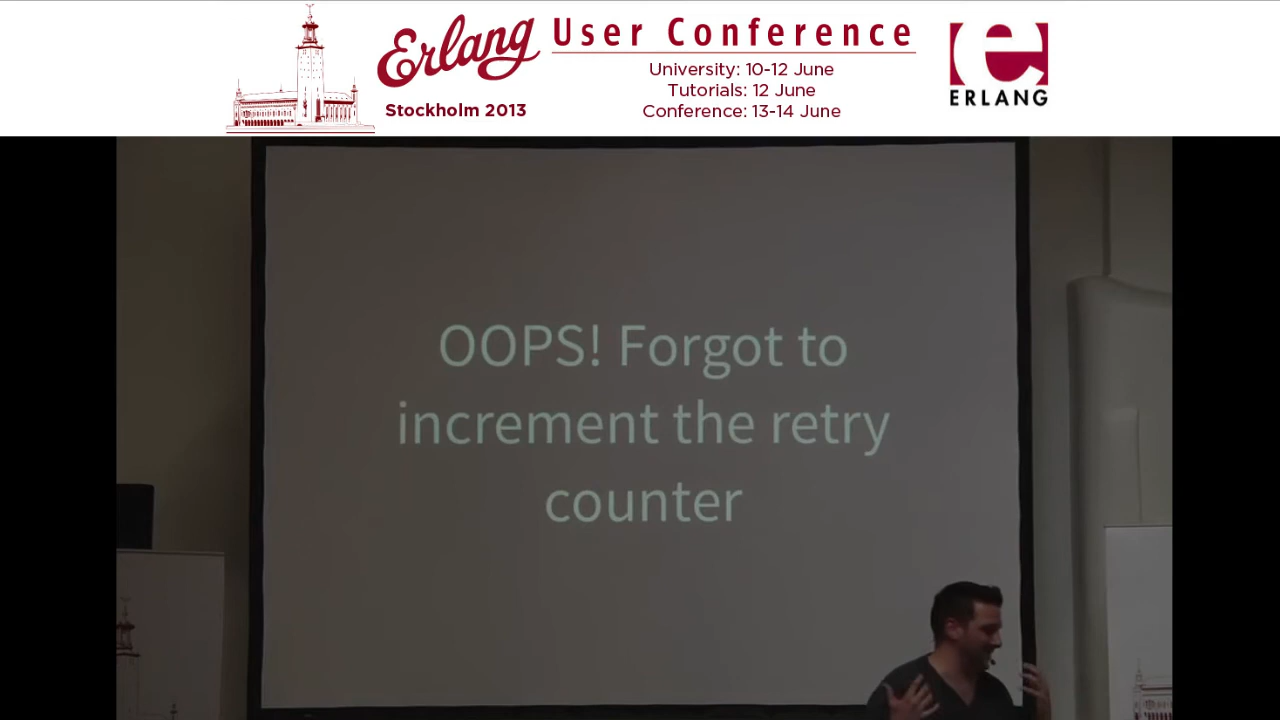 Erlang User Conference
Stockholm 2013
University: 10-12 June
Tutorials: 12 June
Conference: 13-14 June
ERLANG
OOPS! Forgot to
increment the retry
counter